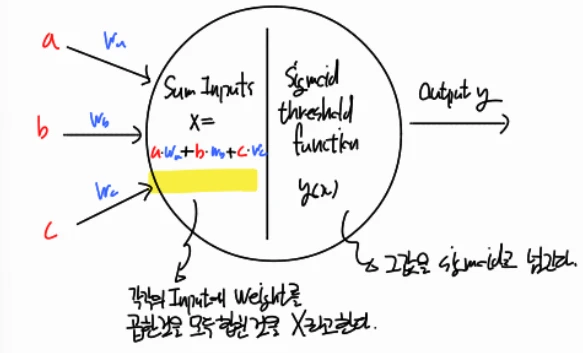 a
Wa
b
Wb
c
Wc
Sum Inputs
X=
a·Wa+b·Wb+c·Wc
Sigmoid
threshold
function
y(x)
Output y
각각의 Input에 Weight를
곱한것을 모두 합한 것을 X라고한다.
그값을 sigmoid로 넘긴다.